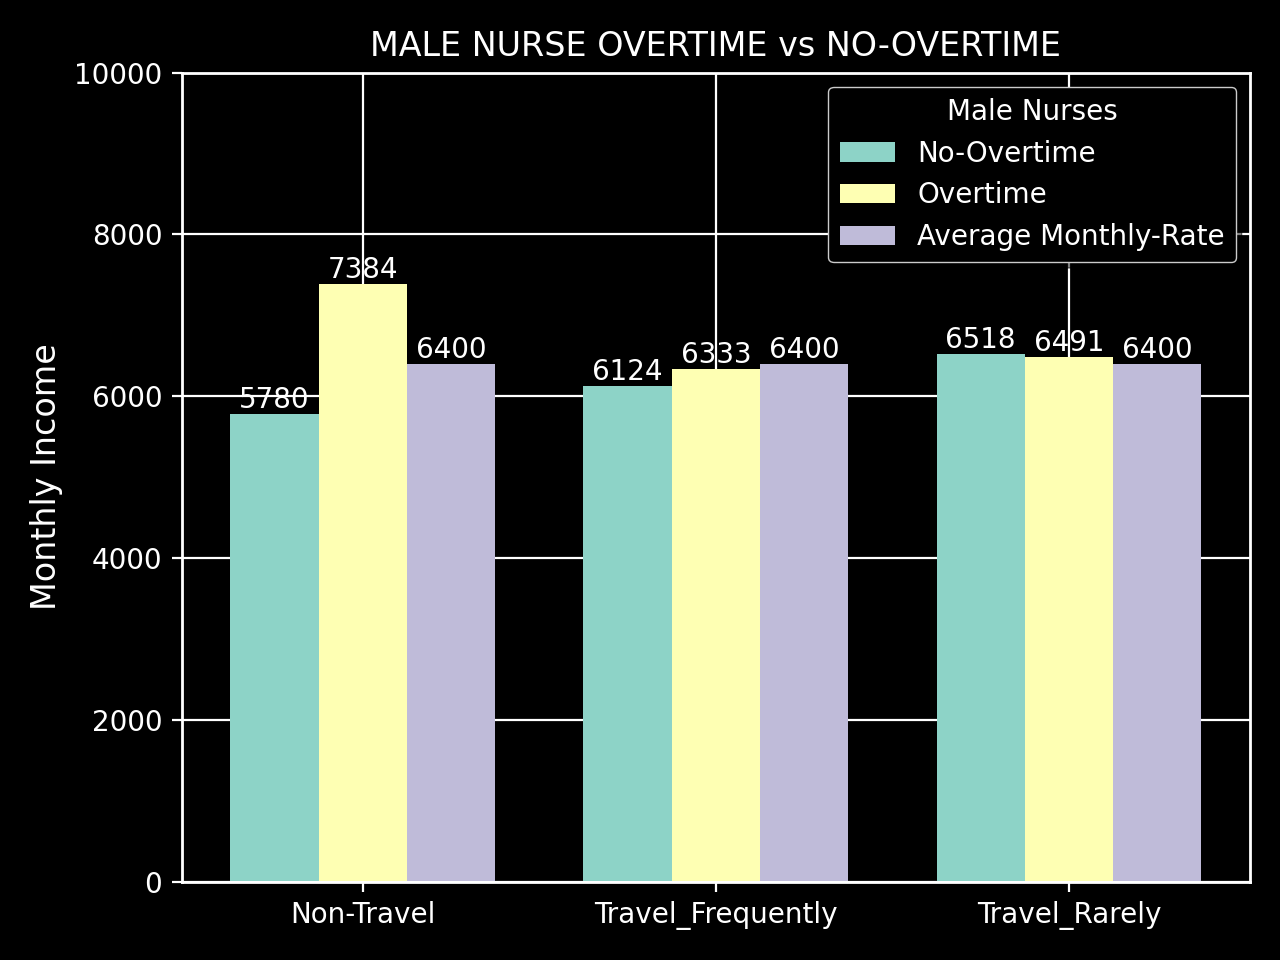 MALE NURSE OVERTIME vs NO-OVERTIME
10000
8000
6000
4000
2000
0
Monthly Income
Male Nurses
No-Overtime
Overtime
Average Monthly-Rate
5780
7384
6400
6124
6333
6400
6518
6491
6400
Non-Travel
Travel_Frequently
Travel_Rarely